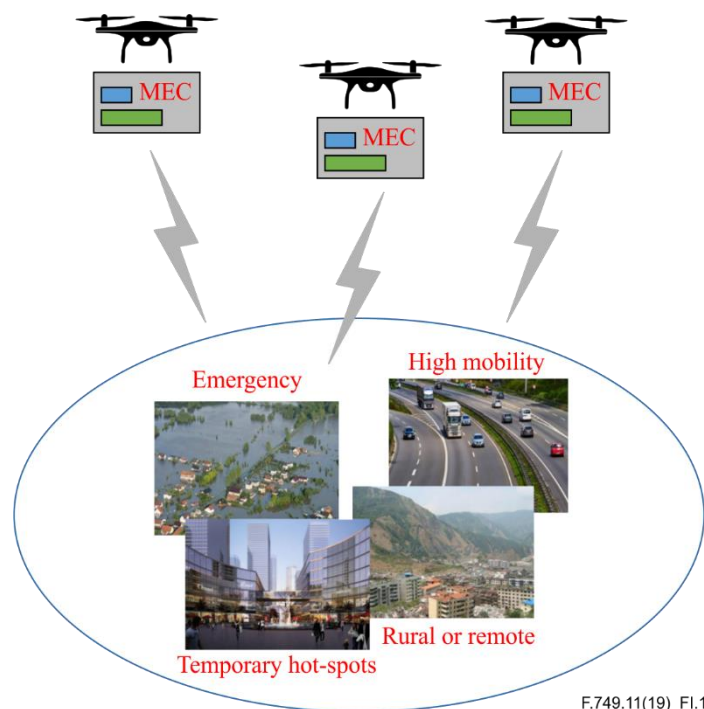 MEC
MEC
MEC
High mobility
Emergency
Rural or remote
Temporary hot-spots
F.749.11(19)_FI.1